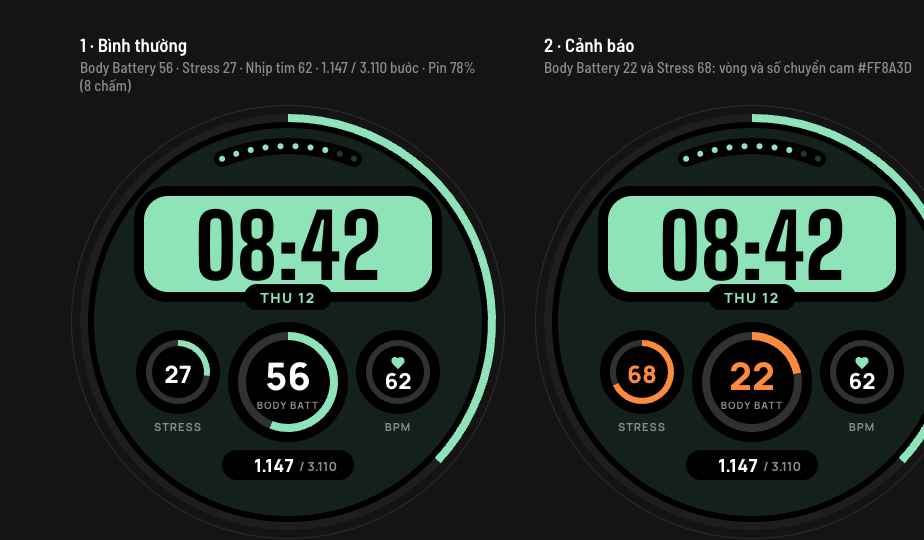 1 · Bình thường
Body Battery 56 · Stress 27 · Nhịp tim 62 · 1.147 / 3.110 bước · Pin 78%
(8 chấm)
08:42
THU 12
27
STRESS
56
BODY BATT
62
BPM
1.147 / 3.110
2 · Cảnh báo
Body Battery 22 và Stress 68: vòng và số chuyển cam #FF8A3D
08:42
THU 12
68
STRESS
22
BODY BATT
62
BPM
1.147 / 3.110